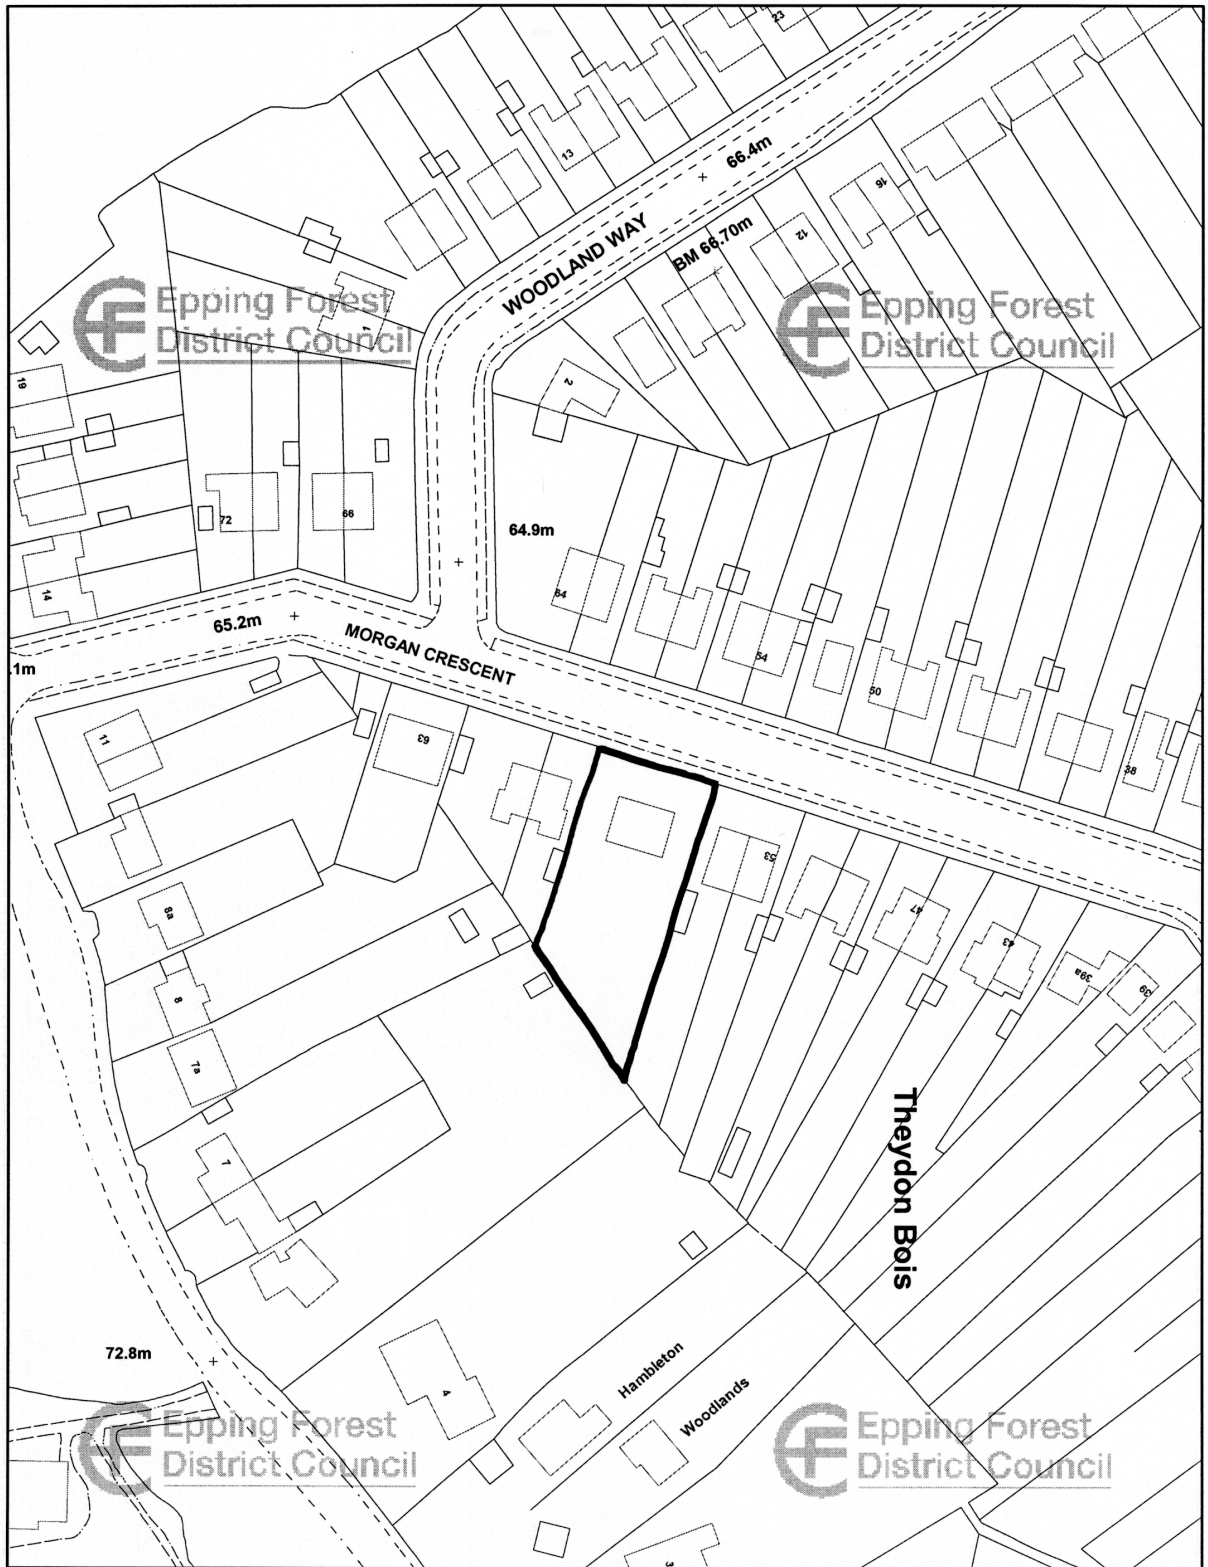 23
13
66.4m
WOODLAND WAY
BM 66.70m
16
12
Epping Forest
District Council
Epping Forest
District Council
1
19
2
72
66
64.9m
14
64
65.2m
MORGAN CRESCENT
.1m
54
50
38
11
63
53
47
43
39a
39
8a
8
7a
7
Theydon Bois
72.8m
4
Hambleton
Woodlands
Epping Forest
District Council
Epping Forest
District Council
3